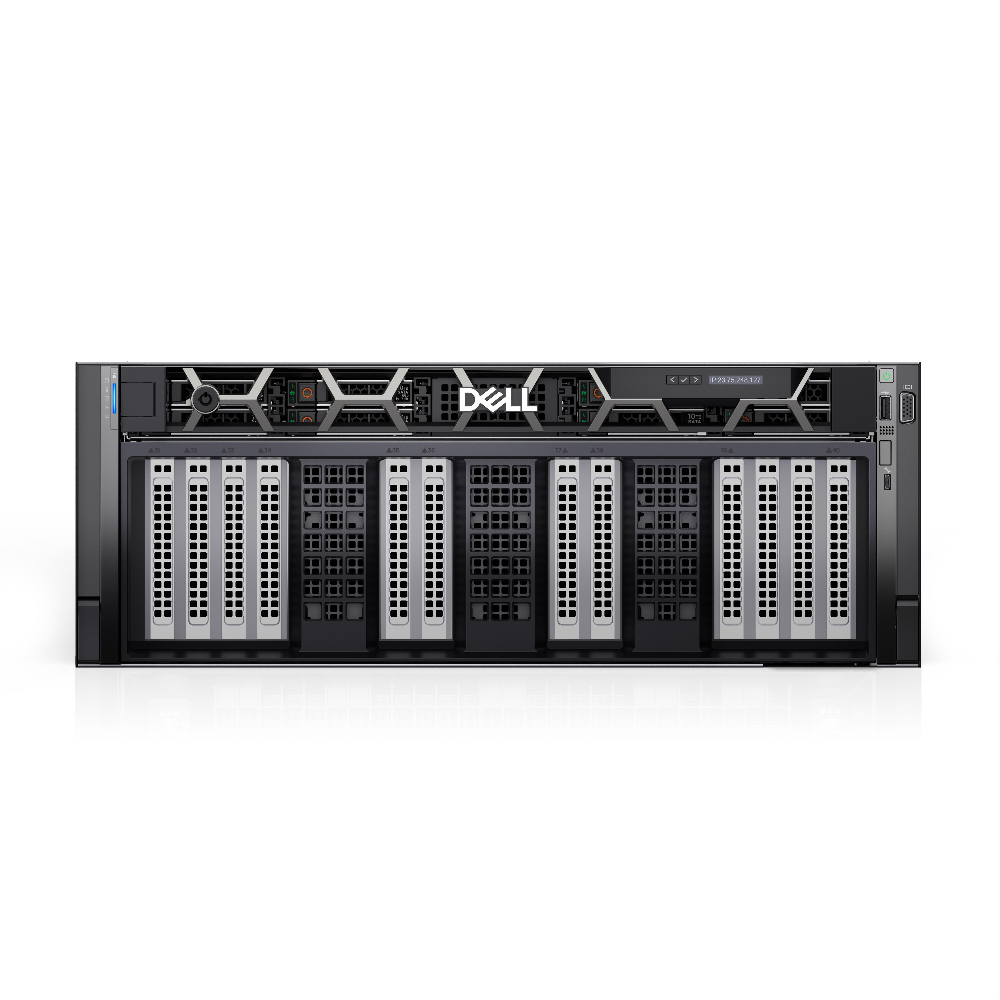 DELL
IP:23.75.248.127
.0TB
SATA
6Gb
7.2k
10TB
SATA
31
32
33
34
35
36
37
38
39
40